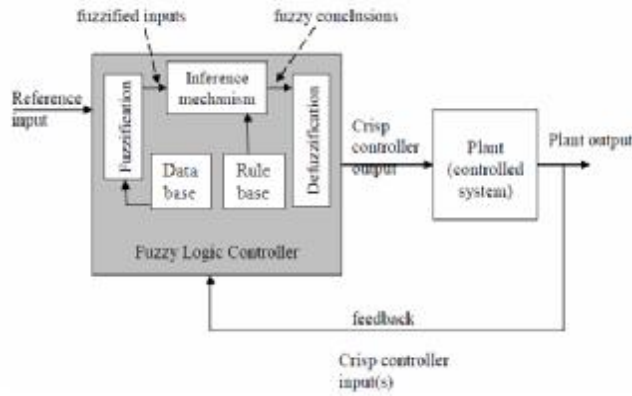 fuzzified inputs
fuzzy conclusions
Reference
input
Fuzzification
Inference
mechanism
Defuzzification
Data
base
Rule
base
Fuzzy Logic Controller
Crisp
controller
output
Plant
(controlled
system)
Plant output
feedback
Crisp controller
input(s)